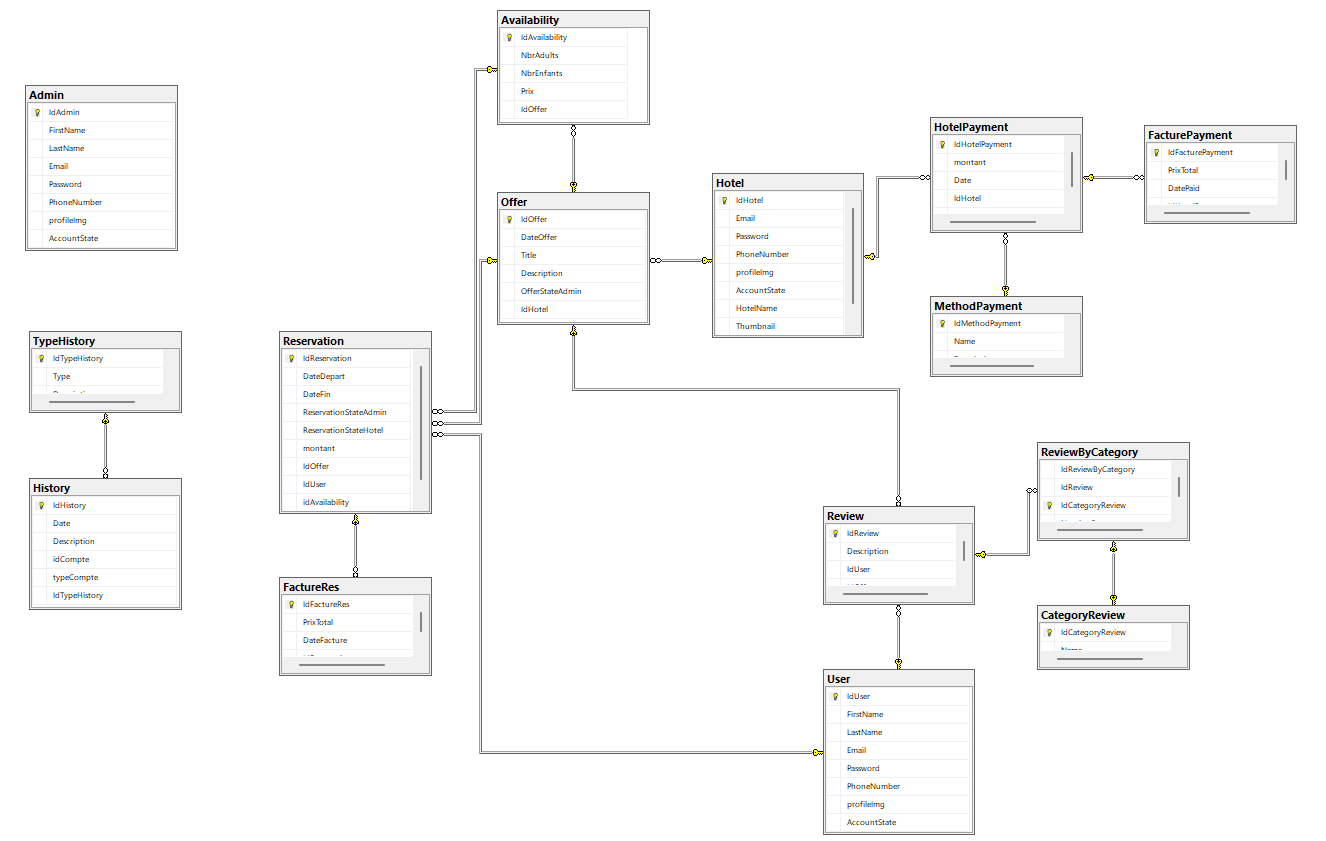 Availability
IdAvailability
NbrAdults
NbrEnfants
Prix
IdOffer
Admin
IdAdmin
FirstName
LastName
Email
Password
PhoneNumber
profileImg
AccountState
HotelPayment
IdHotelPayment
montant
Date
IdHotel
FacturePayment
IdFacturePayment
PrixTotal
DatePaid
Hotel
IdHotel
Email
Password
PhoneNumber
profileImg
AccountState
HotelName
Thumbnail
Offer
IdOffer
DateOffer
Title
Description
OfferStateAdmin
IdHotel
MethodPayment
IdMethodPayment
Name
TypeHistory
IdTypeHistory
Type
Reservation
IdReservation
DateDepart
DateFin
ReservationStateAdmin
ReservationStateHotel
montant
IdOffer
IdUser
idAvailability
ReviewByCategory
IdReviewByCategory
IdReview
IdCategoryReview
History
IdHistory
Date
Description
idCompte
typeCompte
IdTypeHistory
Review
IdReview
Description
IdUser
FactureRes
IdFactureRes
PrixTotal
DateFacture
CategoryReview
IdCategoryReview
Name
User
IdUser
FirstName
LastName
Email
Password
PhoneNumber
profileImg
AccountState